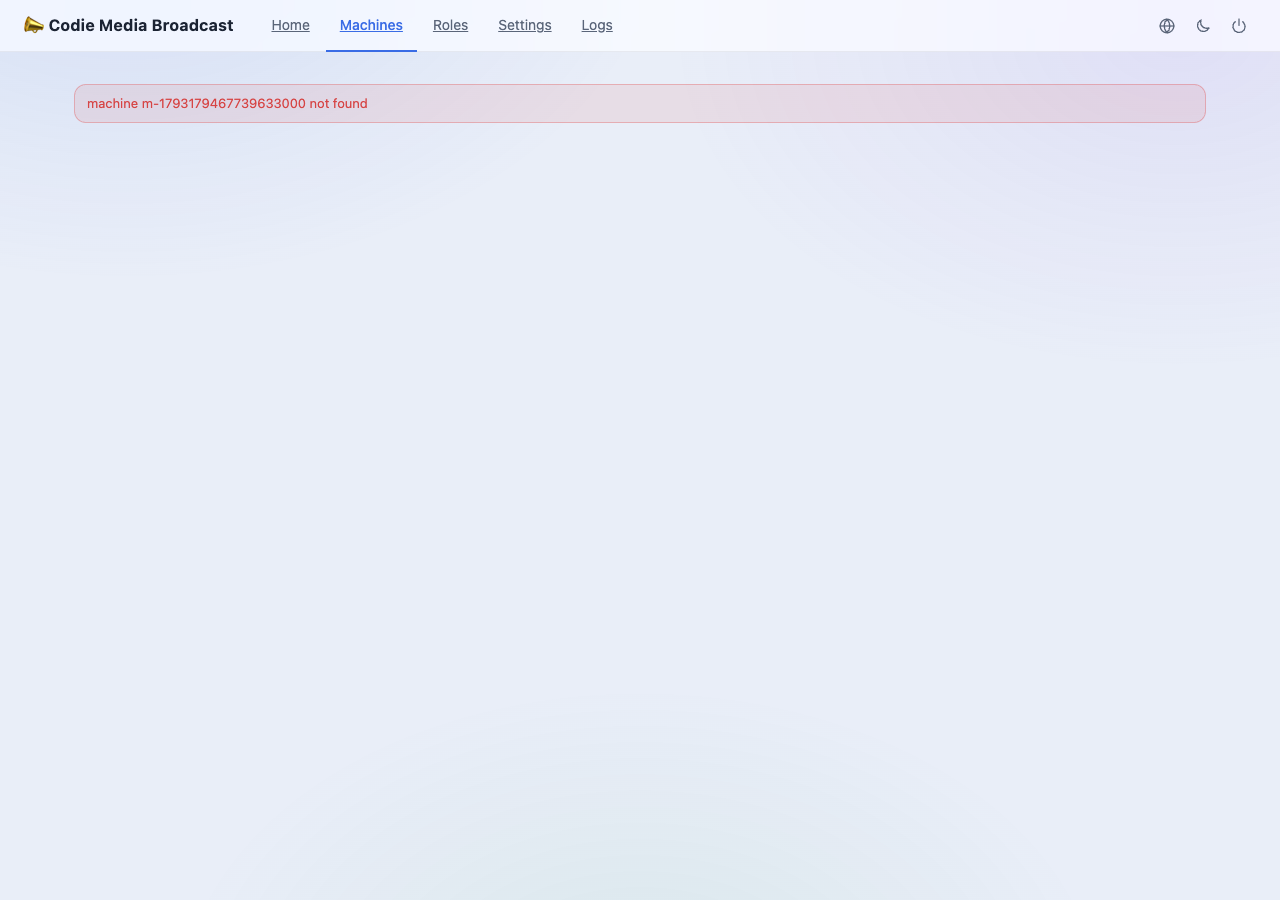 Codie Media Broadcast
Home Machines Roles Settings Logs
machine m-1793179467739633000 not found